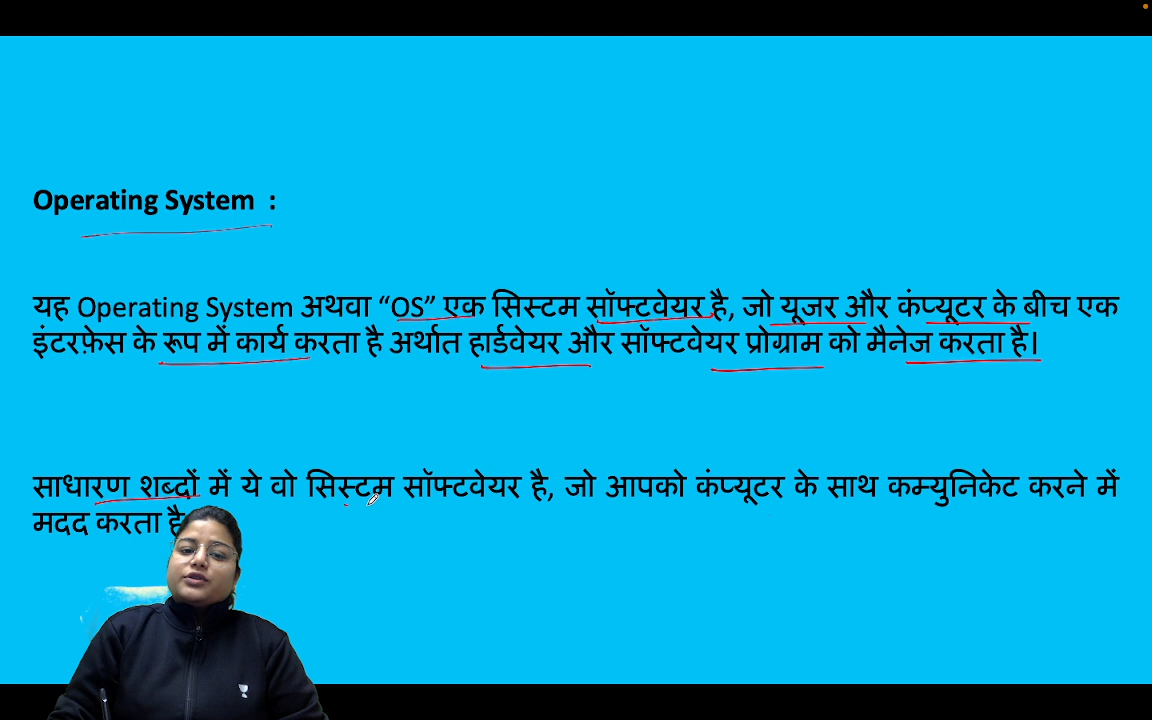 Operating System :
यह Operating System अथवा “OS” एक सिस्टम सॉफ्टवेयर है, जो यूजर और कंप्यूटर के बीच एक
इंटरफ़ेस के रूप में कार्य करता है अर्थात हार्डवेयर और सॉफ्टवेयर प्रोग्राम को मैनेज करता है।
साधारण शब्दों में ये वो सिस्टम सॉफ्टवेयर है, जो आपको कंप्यूटर के साथ कम्युनिकेट करने में
मदद करता है